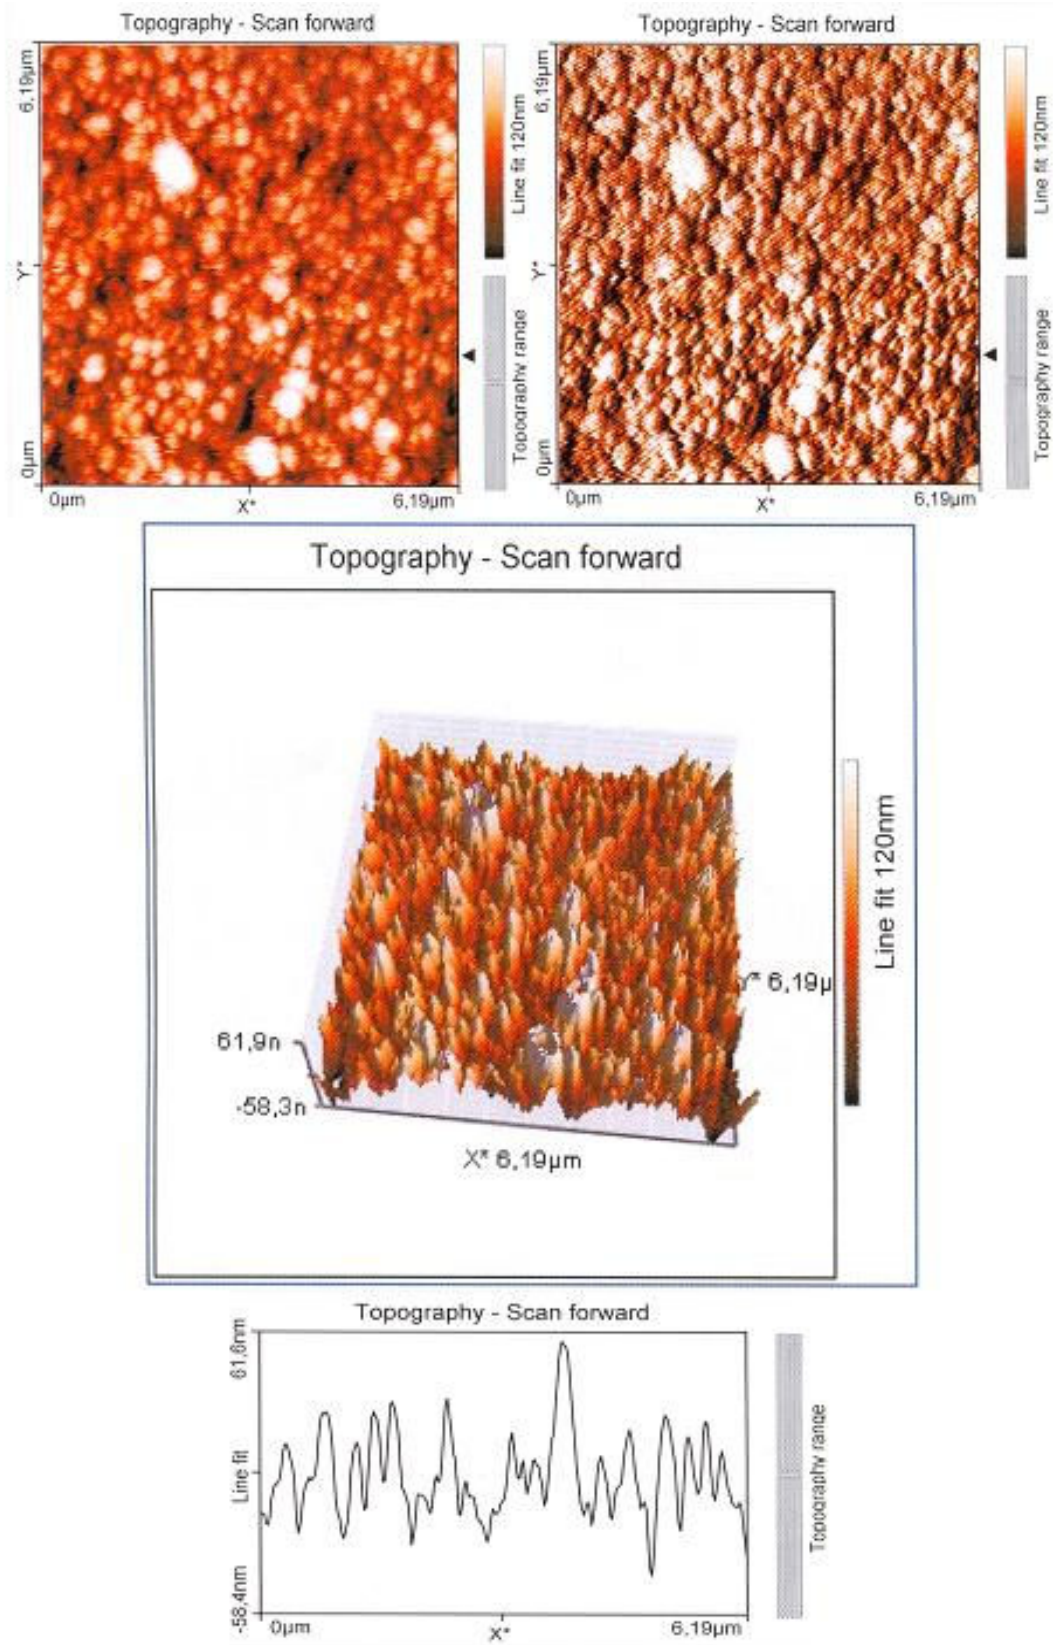 Topography - Scan forward
6,19µm
Y*
0µm
0µm
X*
6,19µm
Line fit 120nm
Topography range
Topography - Scan forward
6,19µm
Y*
0µm
0µm
X*
6,19µm
Line fit 120nm
Topography range
Topography - Scan forward
61,9n
-58,3n
X* 6,19µm
Y* 6,19µ
Line fit 120nm
Topography - Scan forward
61,6nm
Line fit
-58,4nm
0µm
X*
6,19µm
Topography range